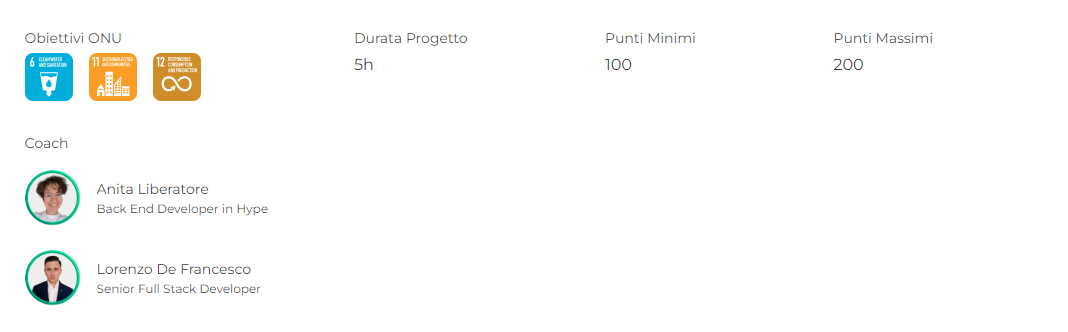 Obiettivi ONU
Durata Progetto
Punti Minimi
Punti Massimi
6 CLEAN WATER
AND SANITATION
11 SUSTAINABLE CITIES
AND COMMUNITIES
12 RESPONSIBLE
CONSUMPTION
AND PRODUCTION
5h
100
200
Coach
Anita Liberatore
Back End Developer in Hype
Lorenzo De Francesco
Senior Full Stack Developer